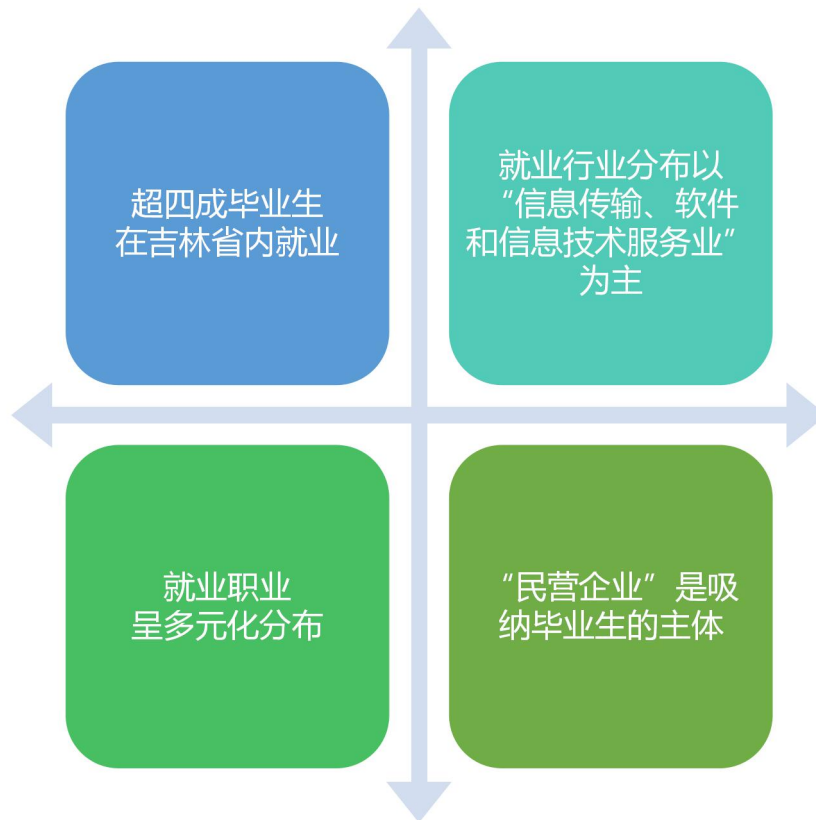 超四成毕业生
在吉林省内就业
就业行业分布以
“信息传输、软件
和信息技术服务业”
为主
就业职业
呈多元化分布
“民营企业”是吸
纳毕业生的主体